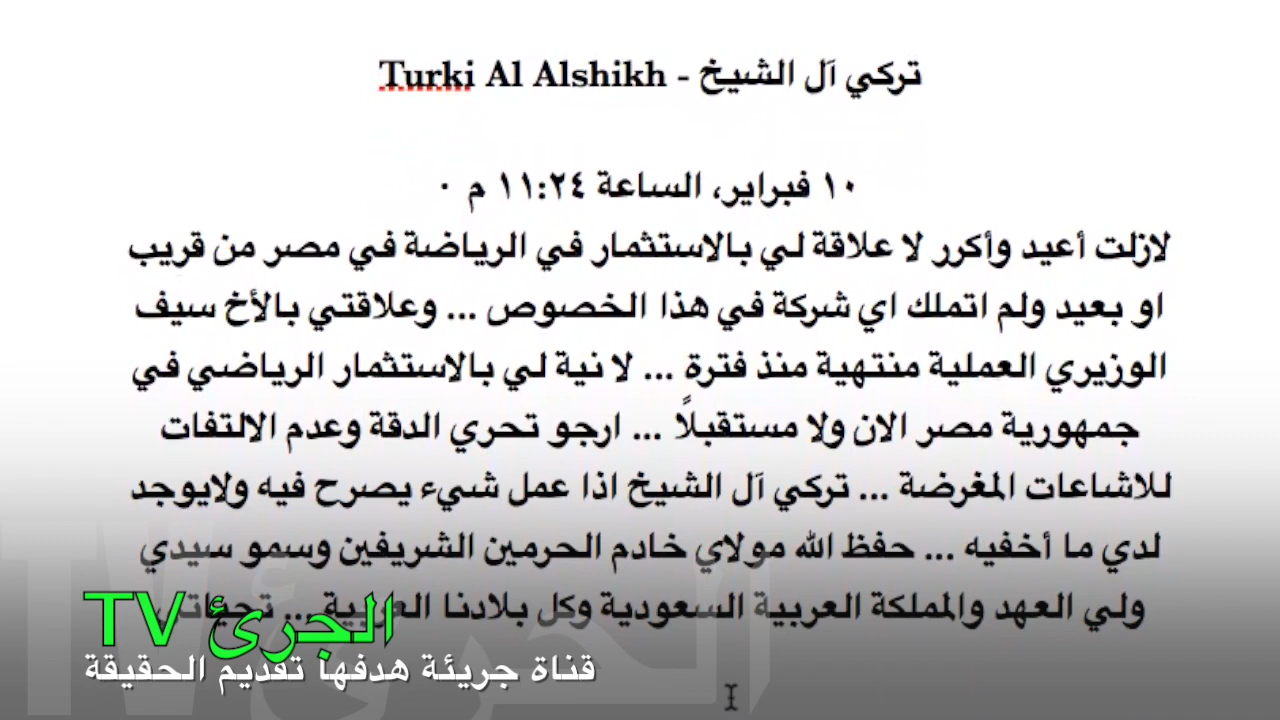 تركي آل الشيخ - Turki Al Alshikh
١٠ فبراير، الساعة ١١:٢٤ م ٠
لازلت أعيد وأكرر لا علاقة لي بالاستثمار في الرياضة في مصر من قريب
او بعيد ولم اتملك اي شركة في هذا الخصوص ... وعلاقتي بالأخ سيف
الوزيري العملية منتهية منذ فترة ... لا نية لي بالاستثمار الرياضي في
جمهورية مصر الان ولا مستقبلاً ... ارجو تحري الدقة وعدم الالتفات
للاشاعات المغرضة ... تركي آل الشيخ اذا عمل شيء يصرح فيه ولايوجد
لدي ما أخفيه ... حفظ الله مولاي خادم الحرمين الشريفين وسمو سيدي
ولي العهد والمملكة العربية السعودية وكل بلادنا العربية ... تحياتي
الجرئ TV
قناة جريئة هدفها تقديم الحقيقة
الجرئ TV